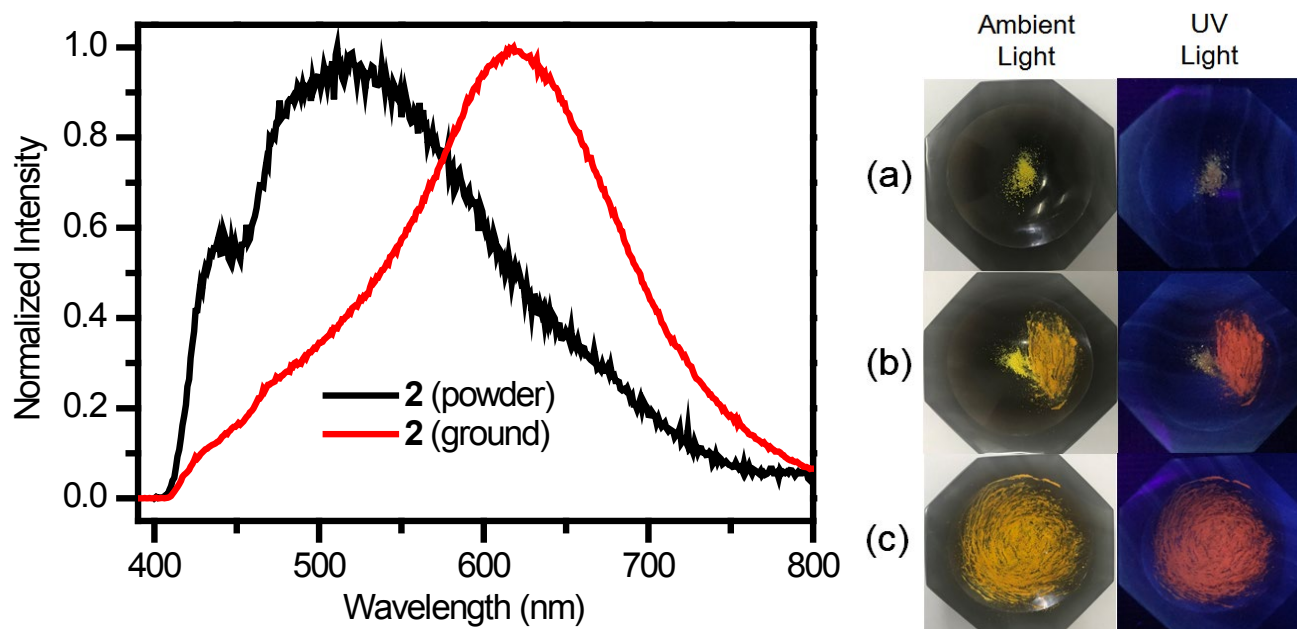 Normalized Intensity
1.0
0.8
0.6
0.4
0.2
0.0
2 (powder)
2 (ground)
400
500
600
700
800
Wavelength (nm)
Ambient
Light
UV
Light
(a)
(b)
(c)